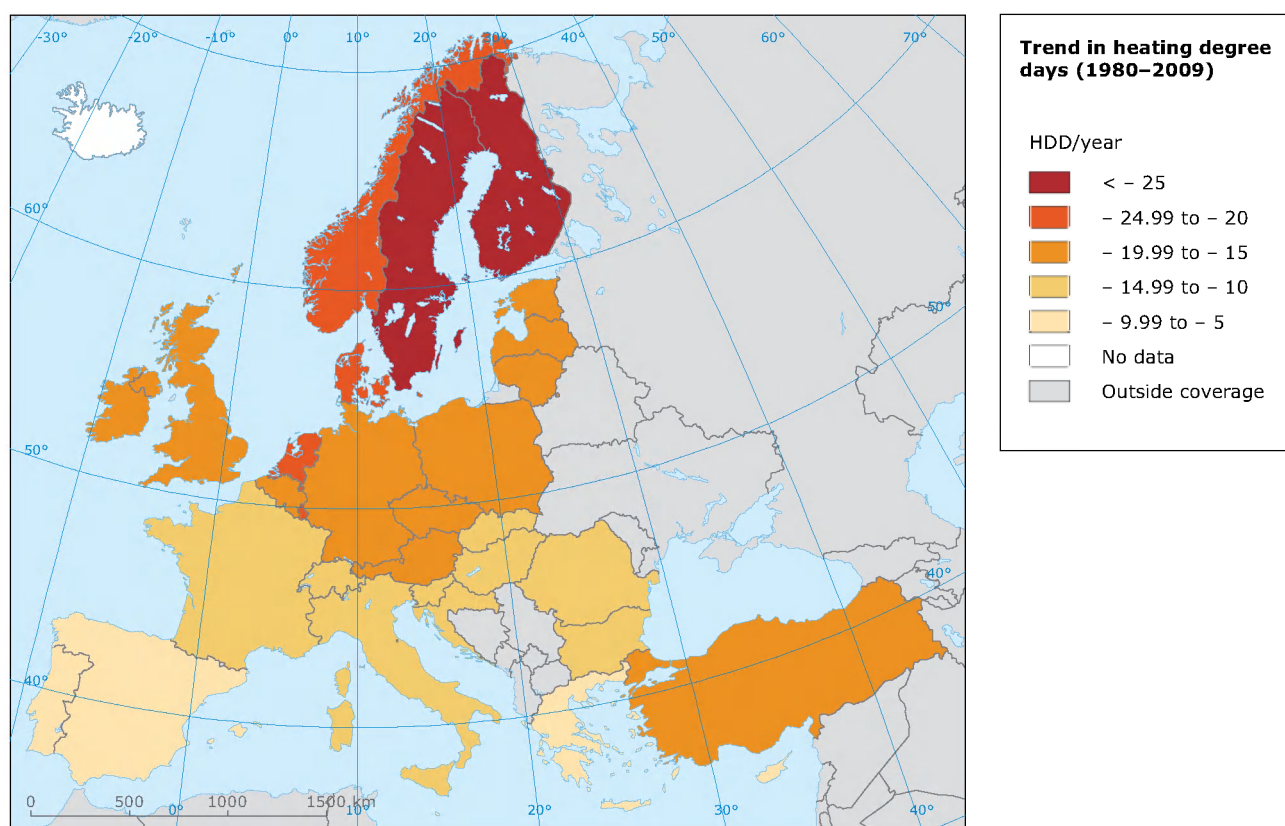 -30° -20° -10° 0° 10° 20° 30° 40° 50° 60° 70°
60°
50°
50°
40°
40°
0 500 1000 1500 km
0° 10° 20° 30° 40°
Trend in heating degree
days (1980–2009)
HDD/year
< – 25
– 24.99 to – 20
– 19.99 to – 15
– 14.99 to – 10
– 9.99 to – 5
No data
Outside coverage